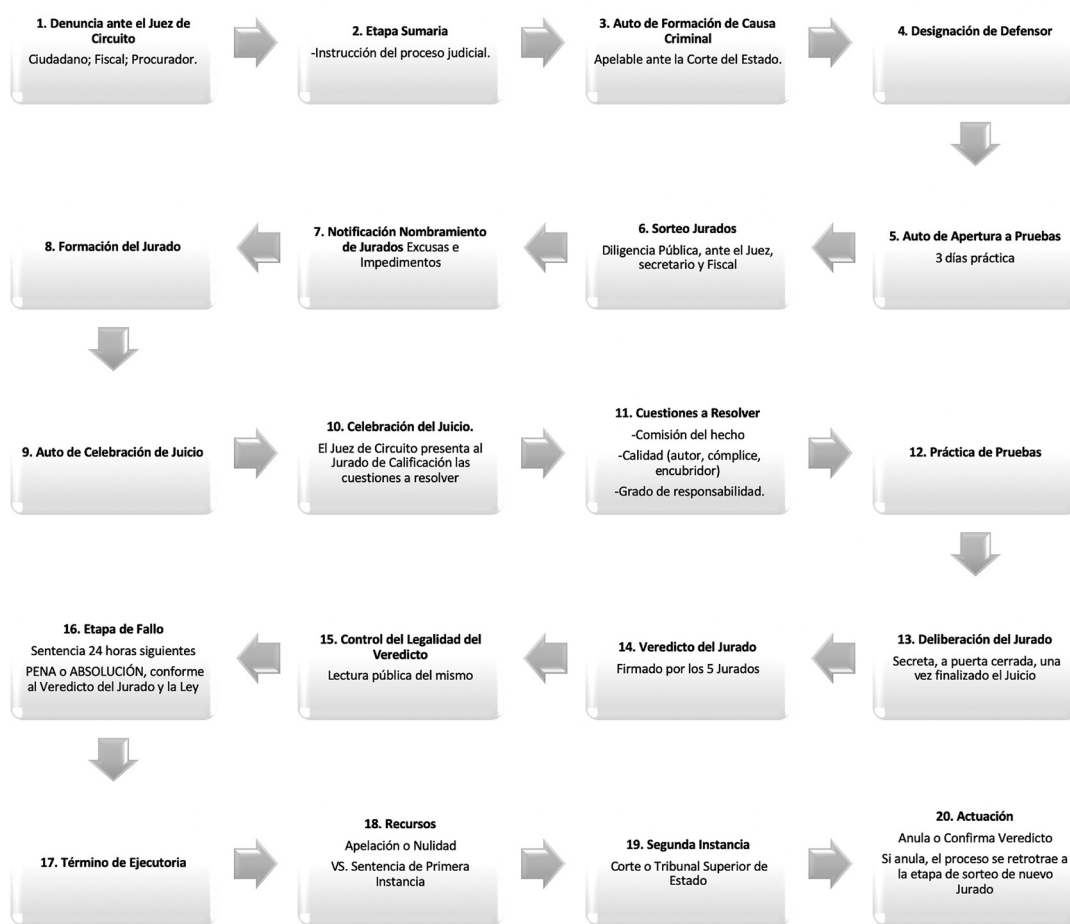 1. Denuncia ante el Juez de
Circuito
Ciudadano; Fiscal; Procurador.
2. Etapa Sumaria
-Instrucción del proceso judicial.
3. Auto de Formación de Causa
Criminal
Apelable ante la Corte del Estado.
4. Designación de Defensor
5. Auto de Apertura a Pruebas
3 días práctica
6. Sorteo Jurados
Diligencia Pública, ante el Juez,
secretario y Fiscal
7. Notificación Nombramiento
de Jurados Excusas e
Impedimentos
8. Formación del Jurado
9. Auto de Celebración de Juicio
10. Celebración del Juicio.
El Juez de Circuito presenta al
Jurado de Calificación las
cuestiones a resolver
11. Cuestiones a Resolver
-Comisión del hecho
-Calidad (autor, cómplice,
encubridor)
-Grado de responsabilidad.
12. Práctica de Pruebas
13. Deliberación del Jurado
Secreta, a puerta cerrada, una
vez finalizado el Juicio
14. Veredicto del Jurado
Firmado por los 5 Jurados
15. Control del Legalidad del
Veredicto
Lectura pública del mismo
16. Etapa de Fallo
Sentencia 24 horas siguientes
PENA o ABSOLUCIÓN, conforme
al Veredicto del Jurado y la Ley
17. Término de Ejecutoria
18. Recursos
Apelación o Nulidad
VS. Sentencia de Primera
Instancia
19. Segunda Instancia
Corte o Tribunal Superior de
Estado
20. Actuación
Anula o Confirma Veredicto
Si anula, el proceso se retrotrae a
la etapa de sorteo de nuevo
Jurado